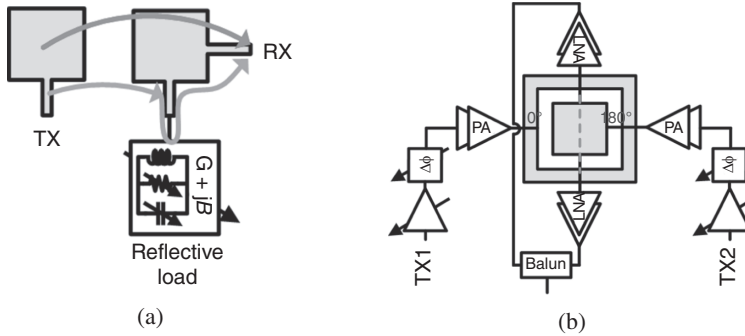 TX
RX
G + jB
Reflective
load
(a)
LNA
0°
180°
PA
PA
Δφ
Δφ
LNA
TX1
Balun
TX2
(b)